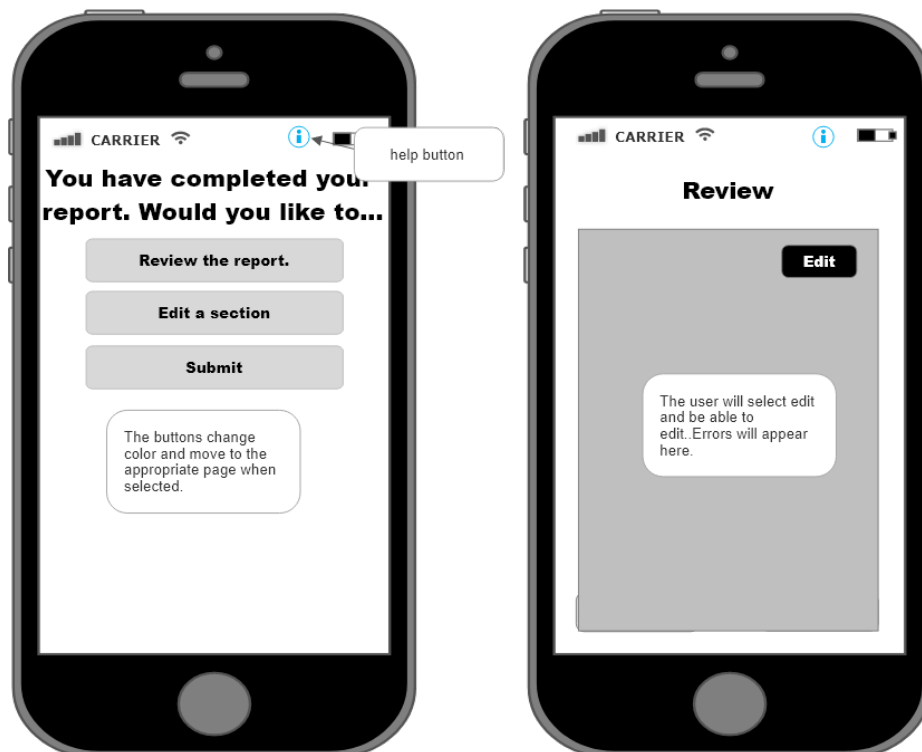 CARRIER
help button
You have completed your
report. Would you like to...
Review the report.
Edit a section
Submit
The buttons change
color and move to the
appropriate page when
selected.
CARRIER
Review
Edit
The user will select edit
and be able to
edit..Errors will appear
here.